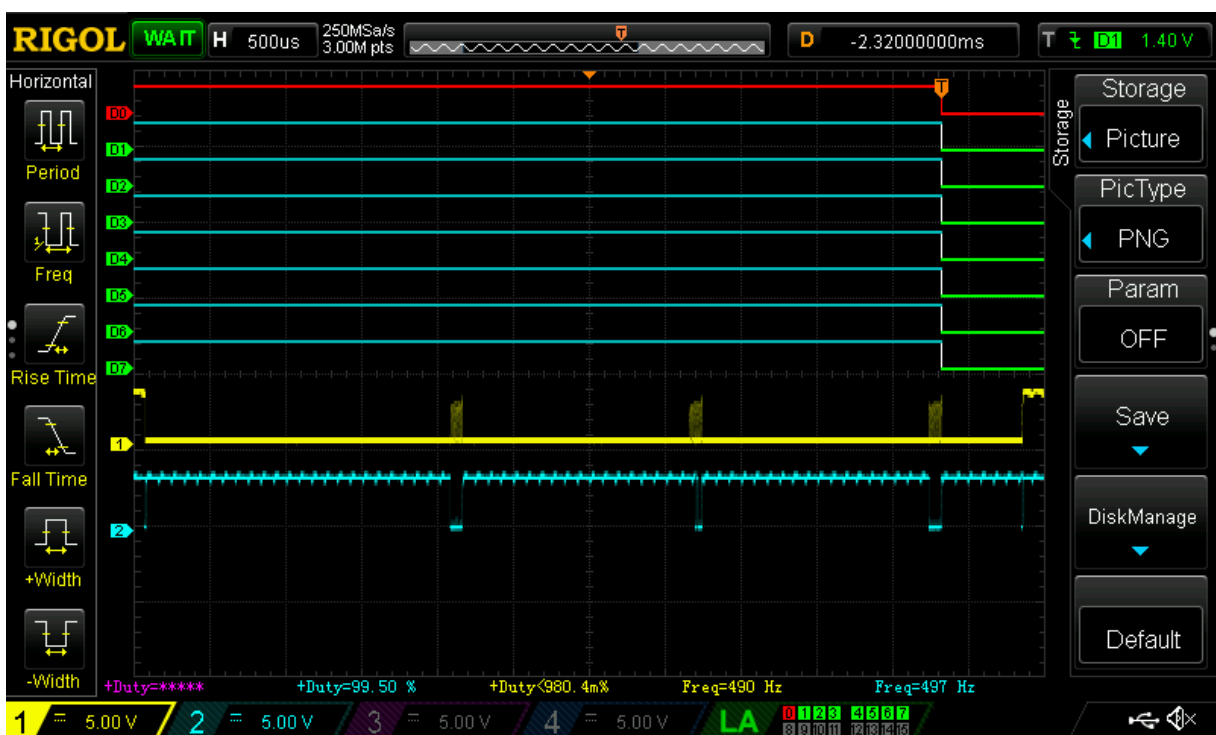 RIGOL WAIT H 500us 250MSa/s 3.00M pts T D -2.32000000ms T D1 1.40 V
Horizontal
Period
Freq
Rise Time
Fall Time
+Width
-Width
T
D0
D1
D2
D3
D4
D5
D6
D7
1
2
Storage
Storage
Picture
PicType
PNG
Param
OFF
Save
DiskManage
Default
+Duty=***** +Duty=99.50 % +Duty<980.4m% Freq=490 Hz Freq=497 Hz
1 = 5.00 V 2 = 5.00 V 3 = 5.00 V 4 = 5.00 V LA 0 1 2 3 4 5 6 7
8 9 10 11 12 13 14 15